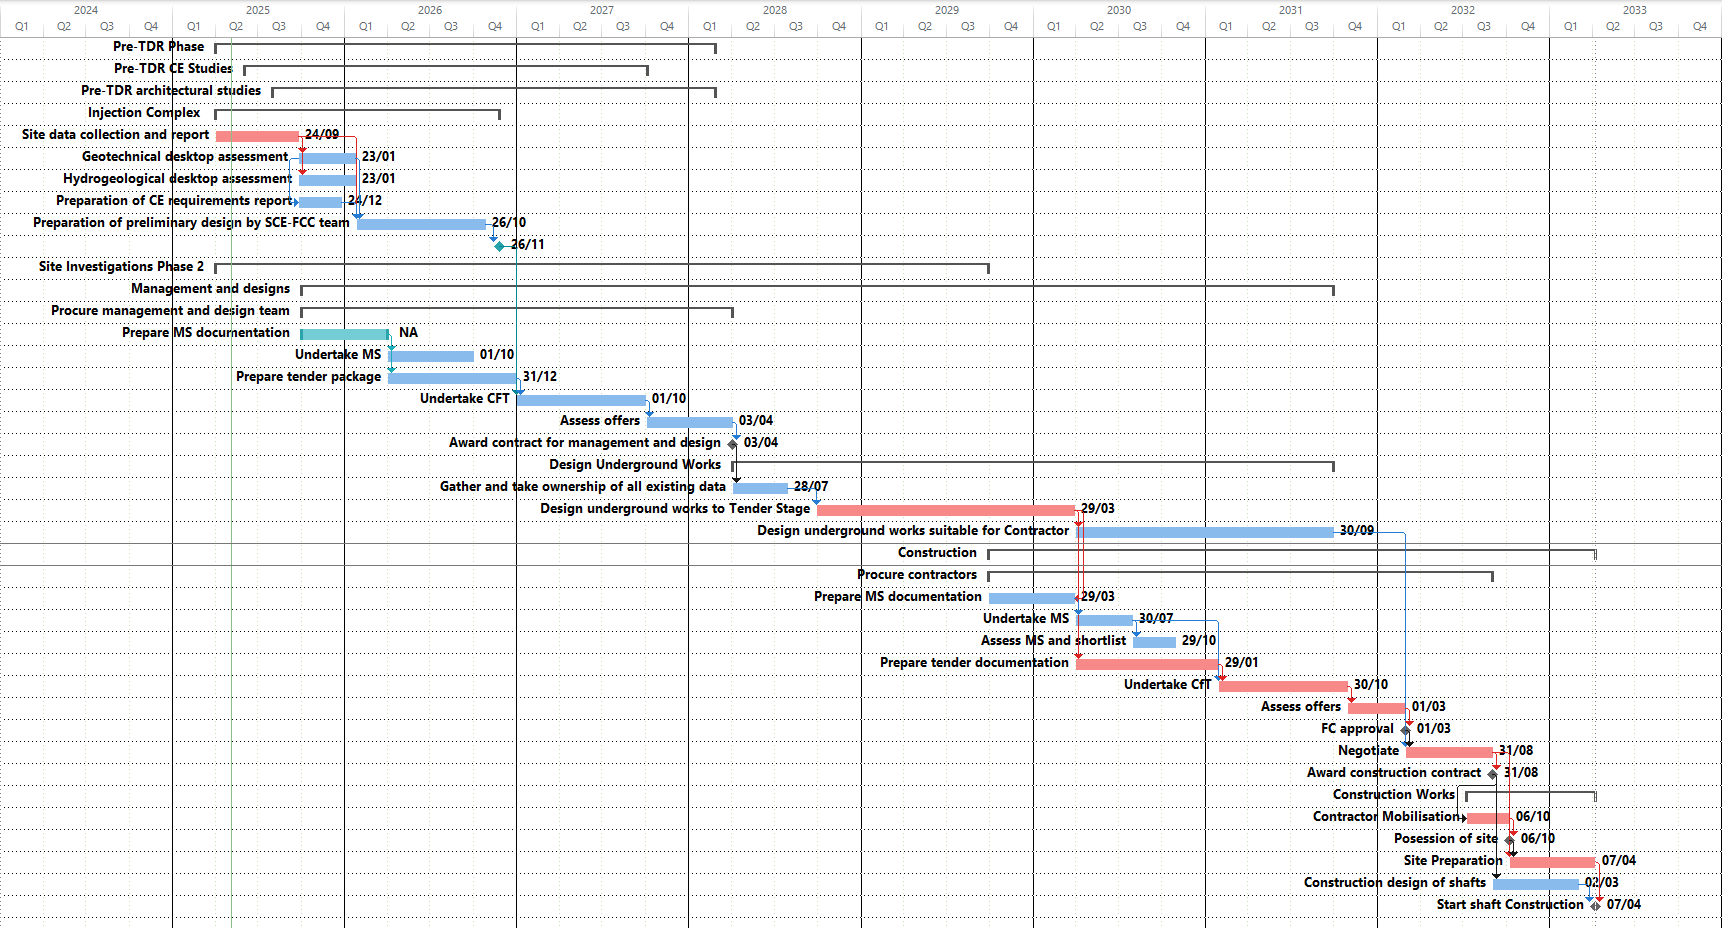 2024 2025 2026 2027 2028 2029 2030 2031 2032 2033
Q1 Q2 Q3 Q4 Q1 Q2 Q3 Q4 Q1 Q2 Q3 Q4 Q1 Q2 Q3 Q4 Q1 Q2 Q3 Q4 Q1 Q2 Q3 Q4 Q1 Q2 Q3 Q4 Q1 Q2 Q3 Q4 Q1 Q2 Q3 Q4 Q1 Q2 Q3 Q4
Pre-TDR Phase
Pre-TDR CE Studies
Pre-TDR architectural studies
Injection Complex
Site data collection and report 24/09
Geotechnical desktop assessment 23/01
Hydrogeological desktop assessment 23/01
Preparation of CE requirements report 24/12
Preparation of preliminary design by SCE-FCC team 26/10
26/11
Site Investigations Phase 2
Management and designs
Procure management and design team
Prepare MS documentation NA
Undertake MS 01/10
Prepare tender package 31/12
Undertake CFT 01/10
Assess offers 03/04
Award contract for management and design 03/04
Design Underground Works
Gather and take ownership of all existing data 28/07
Design underground works to Tender Stage 29/03
Design underground works suitable for Contractor 30/09
Construction
Procure contractors
Prepare MS documentation 29/03
Undertake MS 30/07
Assess MS and shortlist 29/10
Prepare tender documentation 29/01
Undertake CfT 30/10
Assess offers 01/03
FC approval 01/03
Negotiate 31/08
Award construction contract 31/08
Construction Works
Contractor Mobilisation 06/10
Posession of site 06/10
Site Preparation 07/04
Construction design of shafts 02/03
Start shaft Construction 07/04